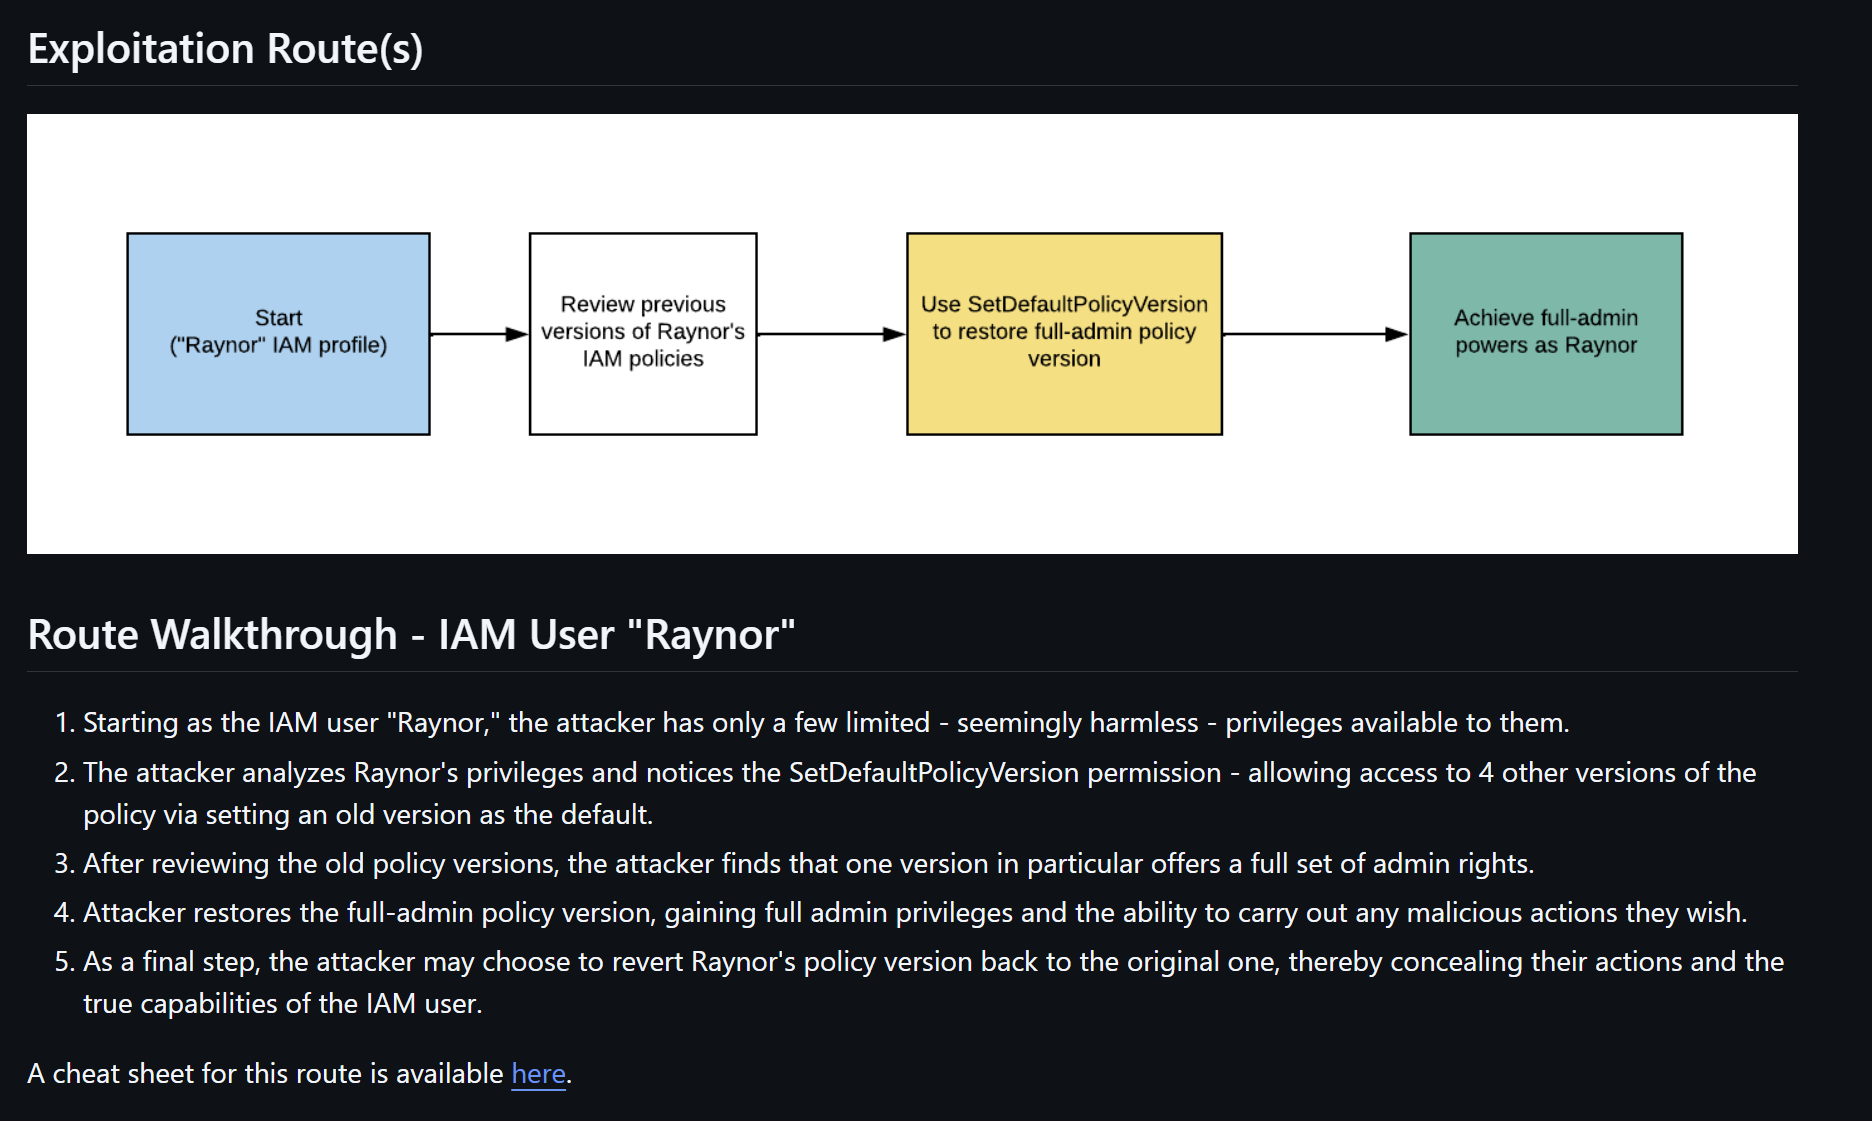 Exploitation Route(s)
Start
("Raynor" IAM profile)
Review previous
versions of Raynor's
IAM policies
Use SetDefaultPolicyVersion
to restore full-admin policy
version
Achieve full-admin
powers as Raynor
Route Walkthrough - IAM User "Raynor"
1. Starting as the IAM user "Raynor," the attacker has only a few limited - seemingly harmless - privileges available to them.
2. The attacker analyzes Raynor's privileges and notices the SetDefaultPolicyVersion permission - allowing access to 4 other versions of the
policy via setting an old version as the default.
3. After reviewing the old policy versions, the attacker finds that one version in particular offers a full set of admin rights.
4. Attacker restores the full-admin policy version, gaining full admin privileges and the ability to carry out any malicious actions they wish.
5. As a final step, the attacker may choose to revert Raynor's policy version back to the original one, thereby concealing their actions and the
true capabilities of the IAM user.
A cheat sheet for this route is available here.